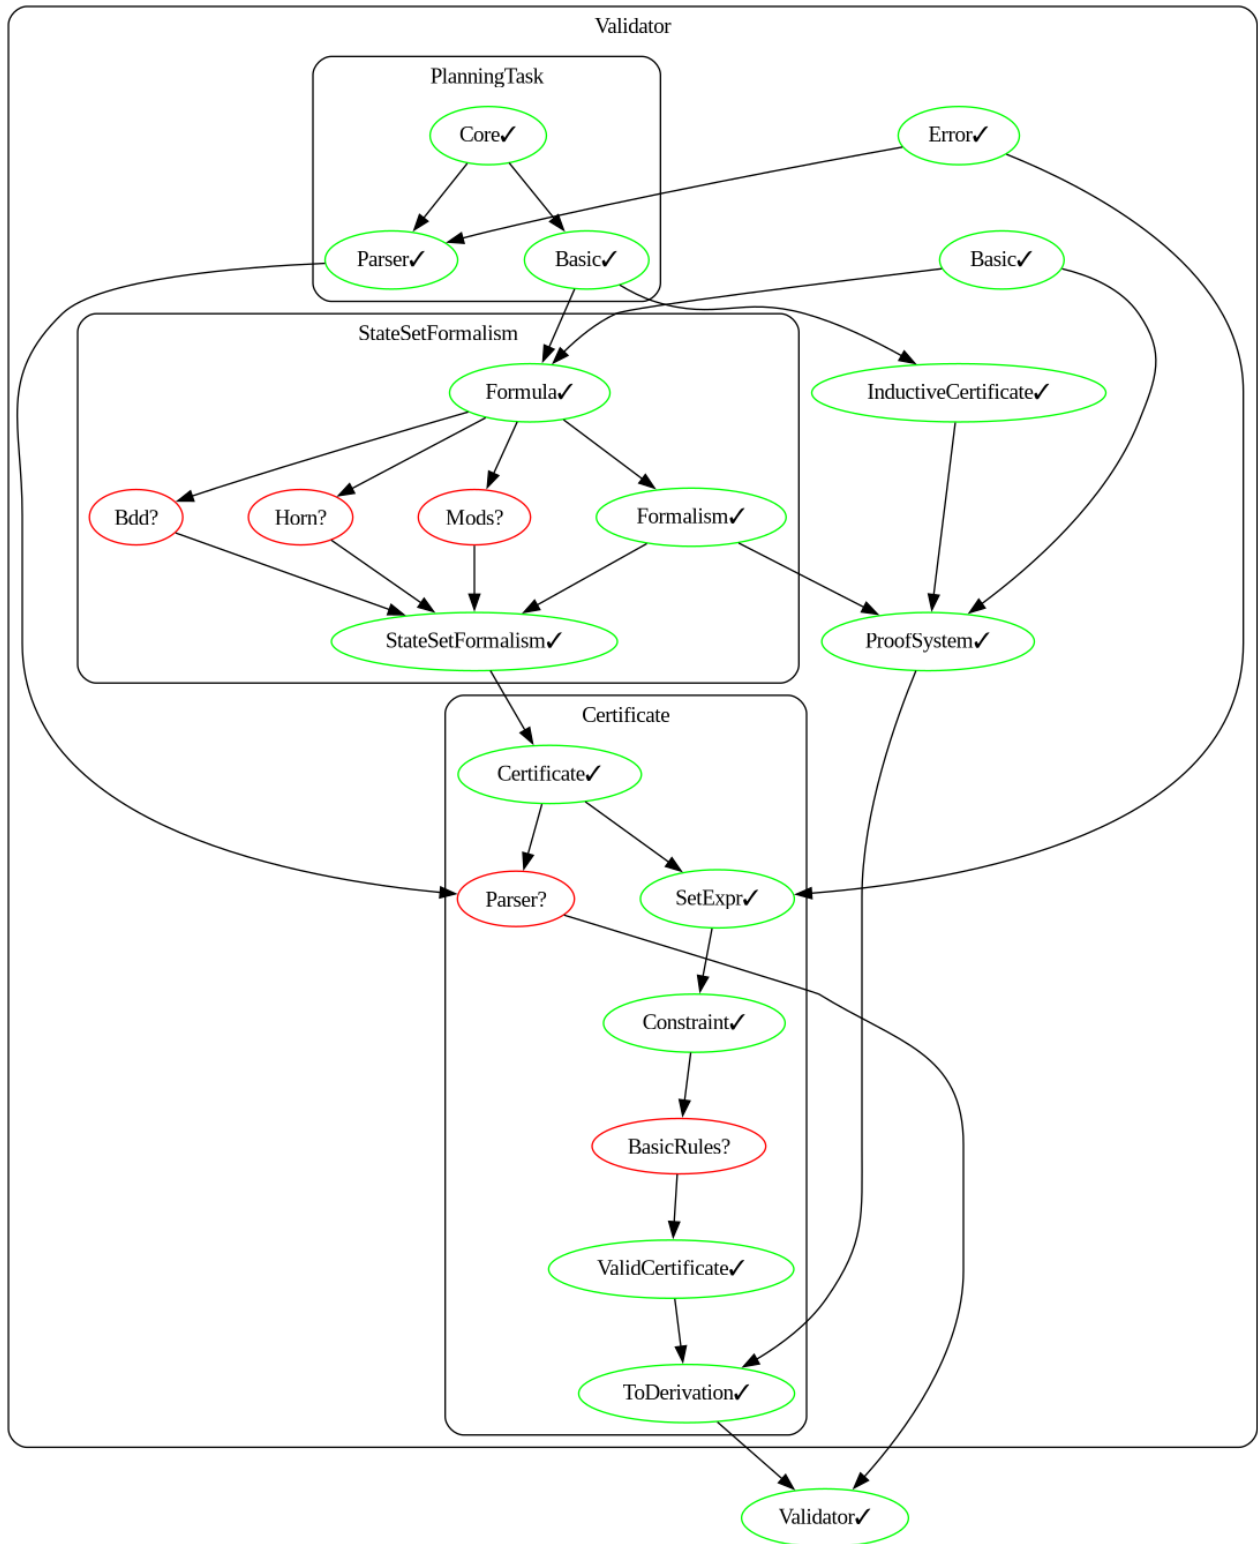 Validator
PlanningTask
Core✓
Error✓
Parser✓
Basic✓
Basic✓
StateSetFormalism
Formula✓
InductiveCertificate✓
Bdd?
Horn?
Mods?
Formalism✓
StateSetFormalism✓
ProofSystem✓
Certificate
Certificate✓
Parser?
SetExpr✓
Constraint✓
BasicRules?
ValidCertificate✓
ToDerivation✓
Validator✓